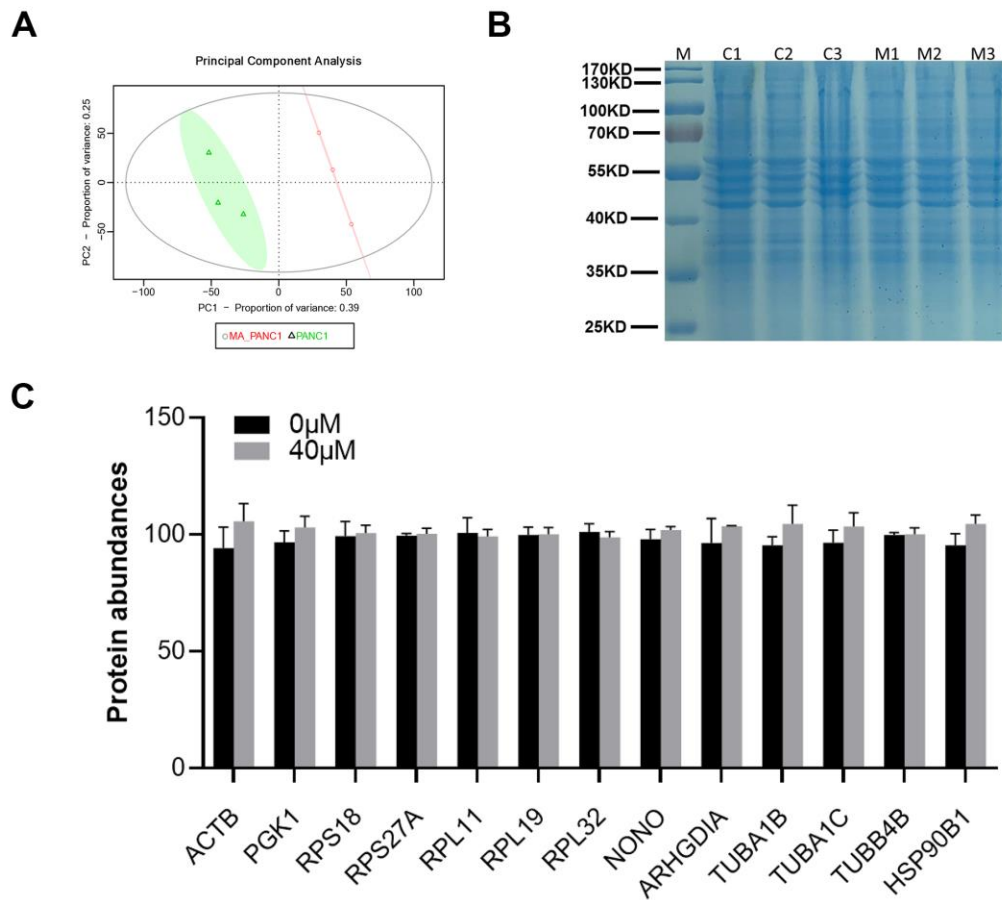 A
Principal Component Analysis
PC2 − Proportion of variance: 0.25
50
0
−50
−100
−50
0
50
100
PC1 − Proportion of variance: 0.39
MA_PANC1 PANC1
B
M C1 C2 C3 M1 M2 M3
170KD
130KD
100KD
70KD
55KD
40KD
35KD
25KD
C
Protein abundances
150
100
50
0
0μM
40μM
ACTB
PGK1
RPS18
RPS27A
RPL11
RPL19
RPL32
NONO
ARHGDIA
TUBA1B
TUBA1C
TUBB4B
HSP90B1